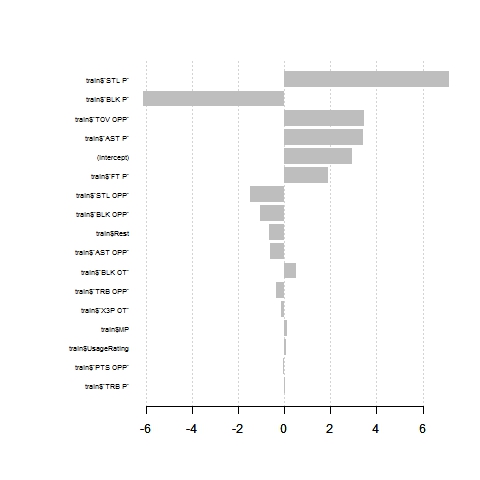 train$`STL P`
train$`BLK P`
train$`TOV OPP`
train$`AST P`
(Intercept)
train$`FT P`
train$`STL OPP`
train$`BLK OPP`
train$Rest
train$`AST OPP`
train$`BLK OT`
train$`TRB OPP`
train$`X3P OT`
train$MP
train$UsageRating
train$`PTS OPP`
train$`TRB P`
-6 -4 -2 0 2 4 6